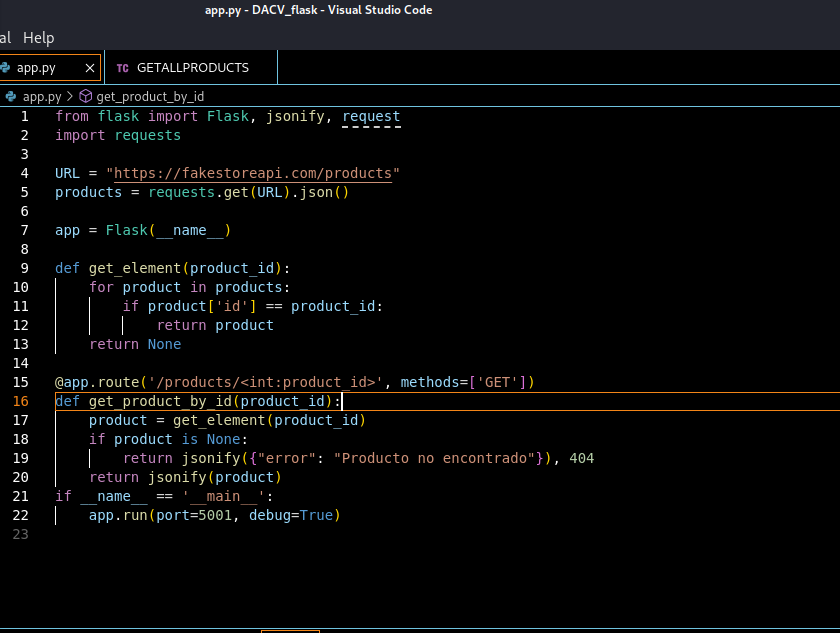 app.py - DACV_flask - Visual Studio Code
al Help
app.py × TC GETALLPRODUCTS
app.py > get_product_by_id
1 from flask import Flask, jsonify, request
2 import requests
3
4 URL = "https://fakestoreapi.com/products"
5 products = requests.get(URL).json()
6
7 app = Flask(__name__)
8
9 def get_element(product_id):
10 for product in products:
11 if product['id'] == product_id:
12 return product
13 return None
14
15 @app.route('/products/<int:product_id>', methods=['GET'])
16 def get_product_by_id(product_id):
17 product = get_element(product_id)
18 if product is None:
19 return jsonify({"error": "Producto no encontrado"}), 404
20 return jsonify(product)
21 if __name__ == '__main__':
22 app.run(port=5001, debug=True)
23